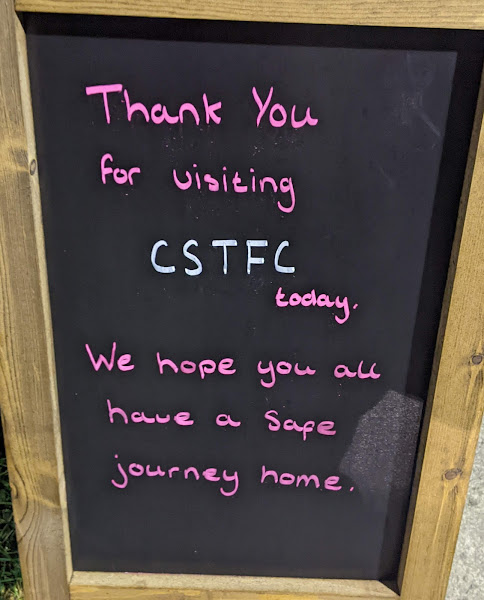 Thank You
for visiting
CSTFC
today.
We hope you all
have a safe
journey home.